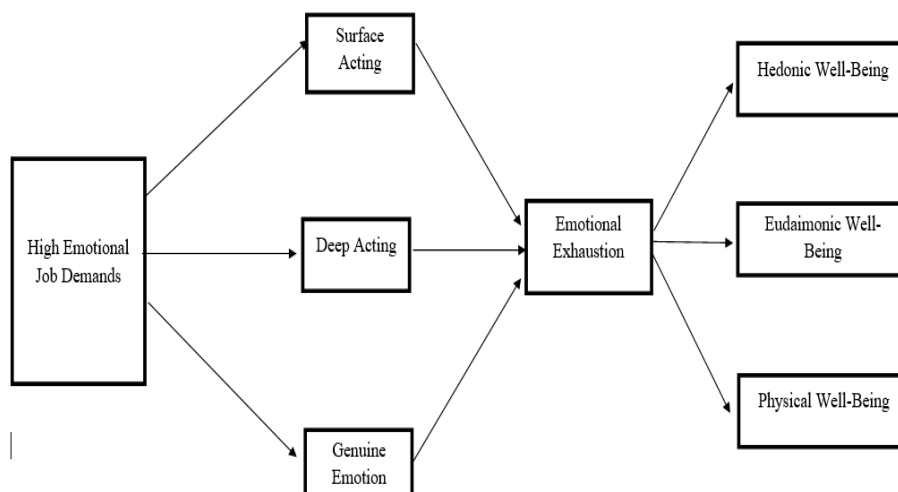 Surface
Acting
Hedonic Well-Being
High Emotional
Job Demands
Deep Acting
Emotional
Exhaustion
Eudaimonic Well-
Being
Physical Well-Being
Genuine
Emotion